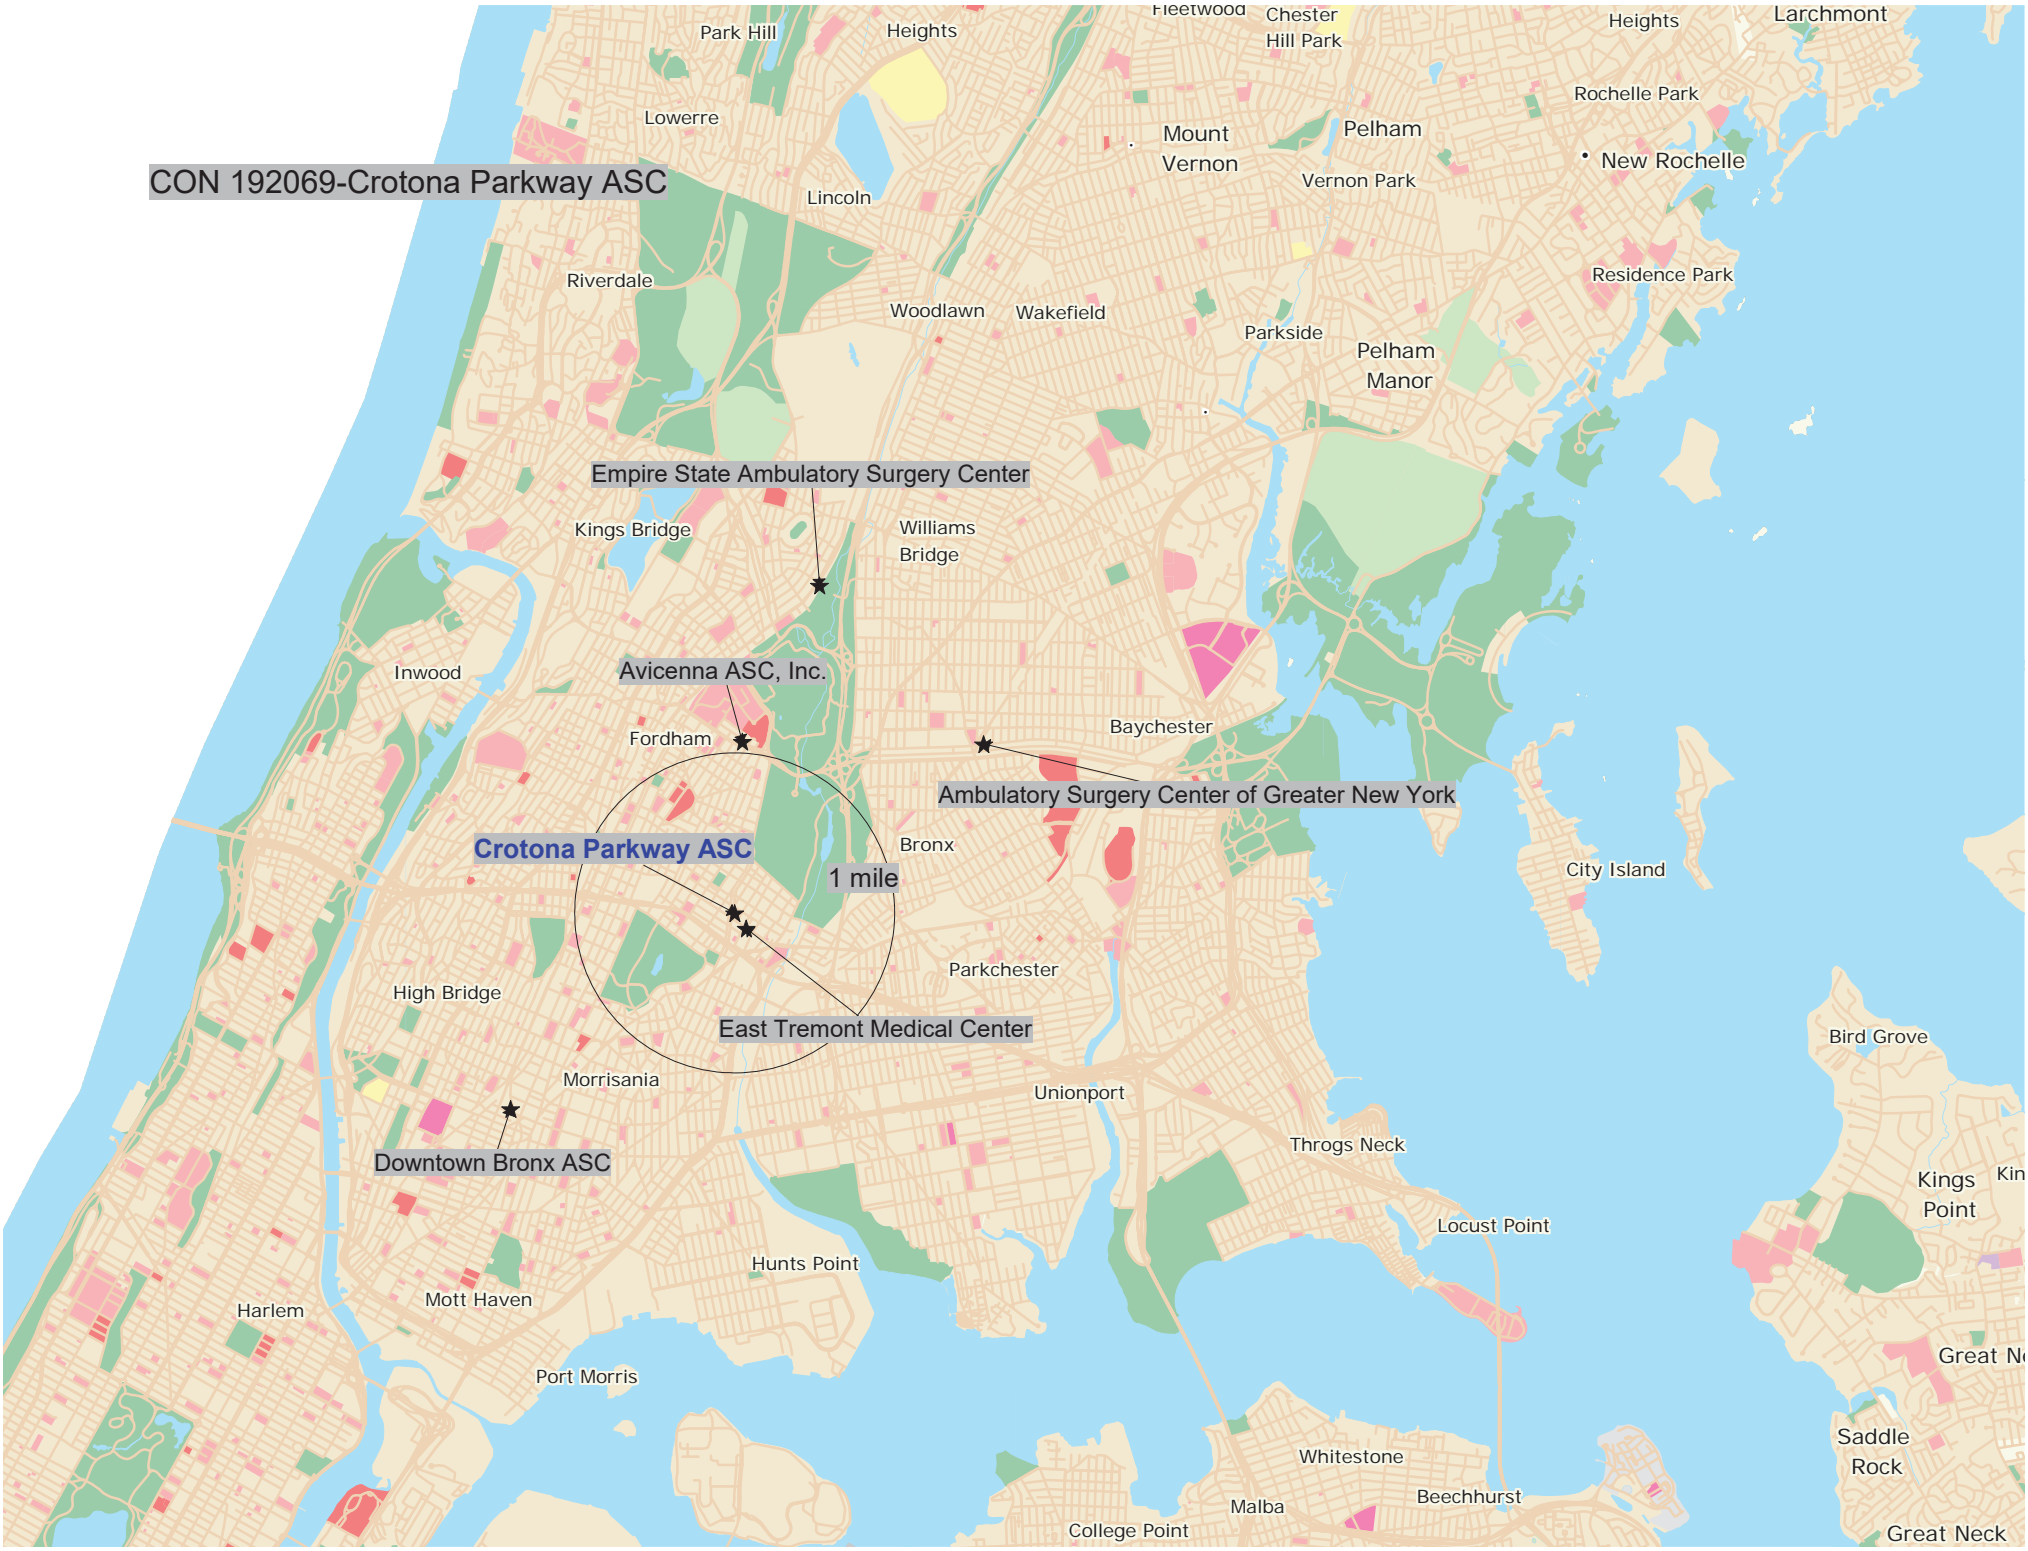 Fleetwood
Chester
Hill Park
Heights
Larchmont
Park Hill
Heights
Rochelle Park
Lowerre
Mount
Vernon
Pelham
New Rochelle
CON 192069-Crotona Parkway ASC
Vernon Park
Lincoln
Riverdale
Residence Park
Woodlawn
Wakefield
Parkside
Pelham
Manor
Empire State Ambulatory Surgery Center
Kings Bridge
Williams
Bridge
Inwood
Avicenna ASC, Inc.
Fordham
Baychester
Ambulatory Surgery Center of Greater New York
Crotona Parkway ASC
Bronx
1 mile
City Island
High Bridge
Parkchester
East Tremont Medical Center
Bird Grove
Morrisania
Unionport
Throgs Neck
Downtown Bronx ASC
Kings
Point
Kin
Locust Point
Hunts Point
Mott Haven
Harlem
Great Ne
Port Morris
Saddle
Rock
Whitestone
Beechhurst
Malba
College Point
Great Neck